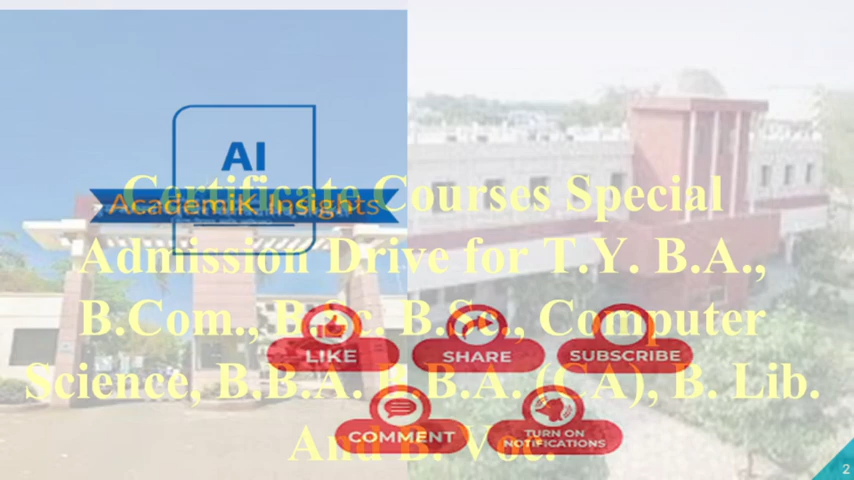 AI
AcademiK Insights
Certificate Courses Special
Admission Drive for T.Y. B.A.,
B.Com., B.Sc. B.Sc., Computer
Science, B.B.A. B.B.A. (CA), B. Lib.
And B. Voc.
LIKE
SHARE
SUBSCRIBE
COMMENT
TURN ON
NOTIFICATIONS
2